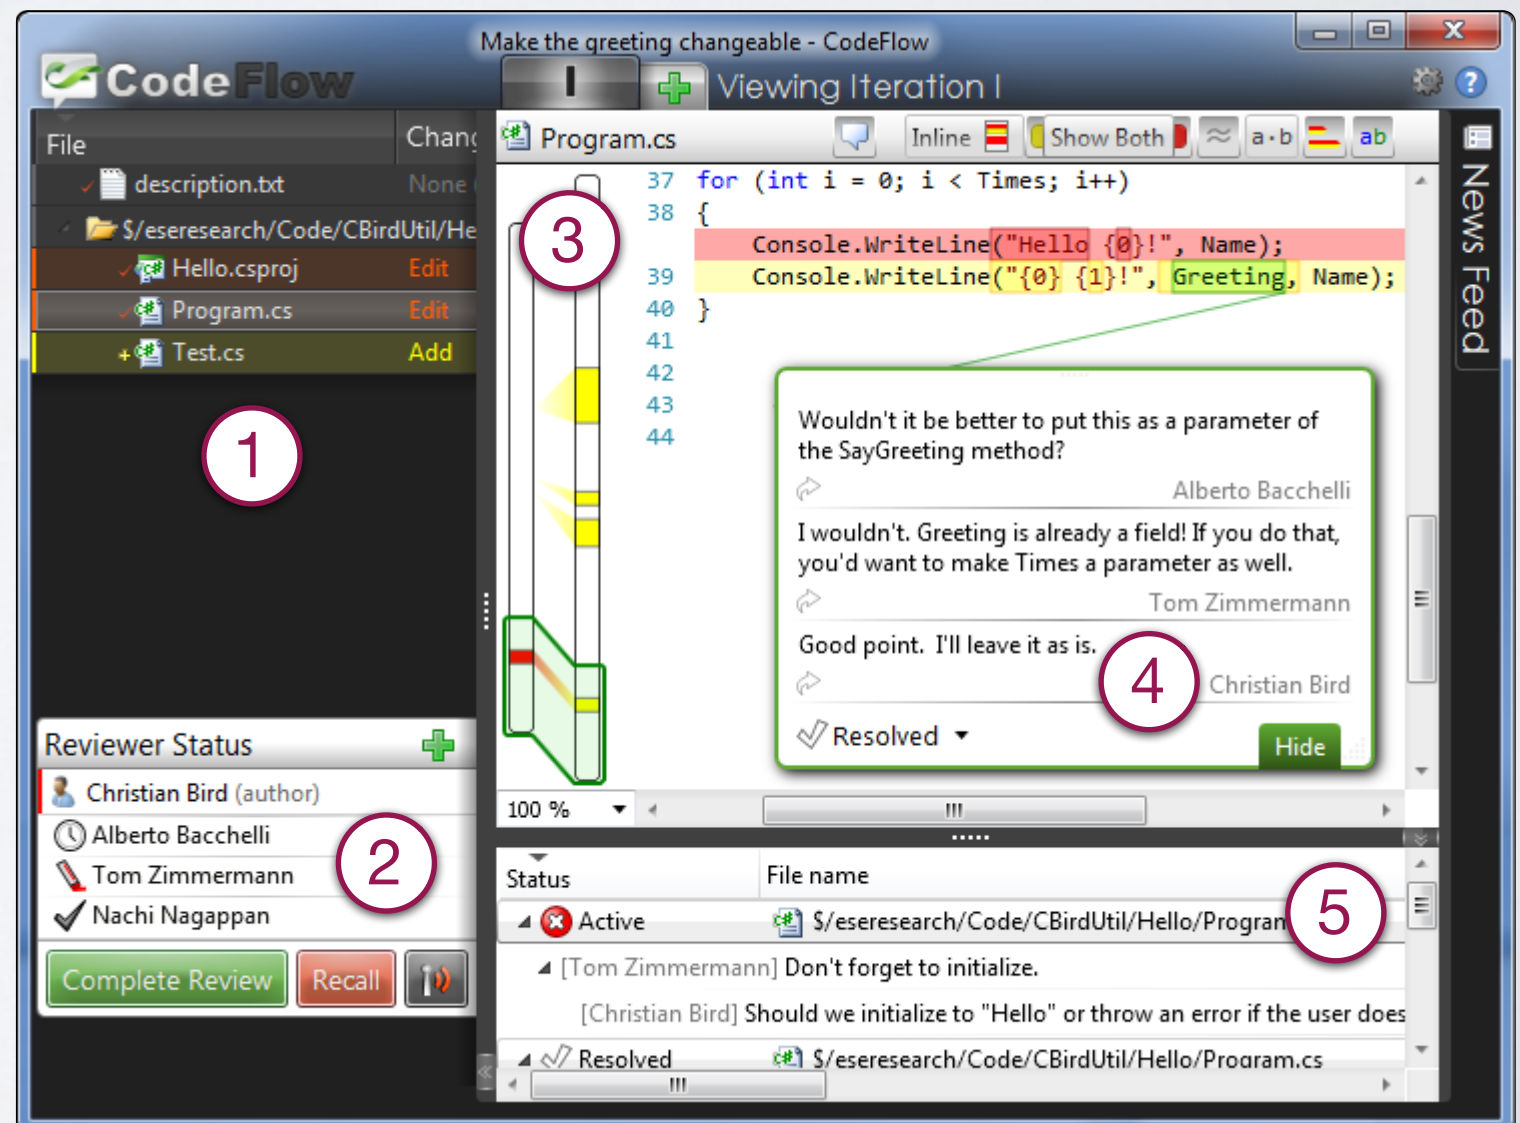 Make the greeting changeable - CodeFlow
CodeFlow
I
Viewing Iteration I
?
File
Chang
description.txt
None
$/eseresearch/Code/CBirdUtil/He
Hello.csproj
Edit
Program.cs
Edit
+ Test.cs
Add
1
Reviewer Status
Christian Bird (author)
Alberto Bacchelli
Tom Zimmermann
Nachi Nagappan
2
Complete Review
Recall
Program.cs
Inline
Show Both
a·b
ab
3
37 for (int i = 0; i < Times; i++)
38 {
Console.WriteLine("Hello {0}!", Name);
39 Console.WriteLine("{0} {1}!", Greeting, Name);
40 }
41
42
43
44
Wouldn't it be better to put this as a parameter of
the SayGreeting method?
Alberto Bacchelli
I wouldn't. Greeting is already a field! If you do that,
you'd want to make Times a parameter as well.
Tom Zimmermann
Good point. I'll leave it as is.
4
Christian Bird
Resolved
Hide
100 %
Status
File name
5
Active
$/eseresearch/Code/CBirdUtil/Hello/Program
[Tom Zimmermann] Don't forget to initialize.
[Christian Bird] Should we initialize to "Hello" or throw an error if the user does
Resolved
$/eseresearch/Code/CBirdUtil/Hello/Program.cs
News Feed